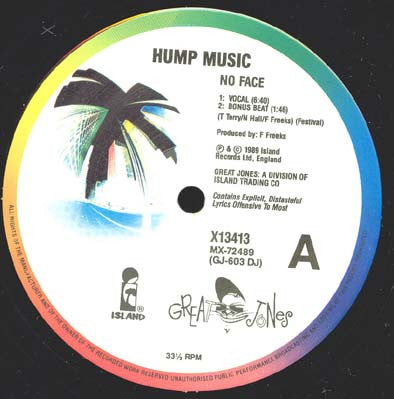 HUMP MUSIC
NO FACE
1: VOCAL (6:40)
2: BONUS BEAT (1:46)
(T Terry/N Hall/F Freeks) (Festival)
Produced by: F Freeks
℗ & © 1989 Island
Records Ltd, England
GREAT JONES: A DIVISION OF
ISLAND TRADING CO
Contains Explicit, Distasteful
Lyrics Offensive To Most
X13413
MX-72489
(GJ-603 DJ)
A
ISLAND ®
GREAT JONES
33⅓ RPM
ALL RIGHTS OF THE MANUFACTURER AND OF THE OWNER OF THE RECORDED WORK RESERVED UNAUTHORISED PUBLIC PERFORMANCE BROADCASTING AND